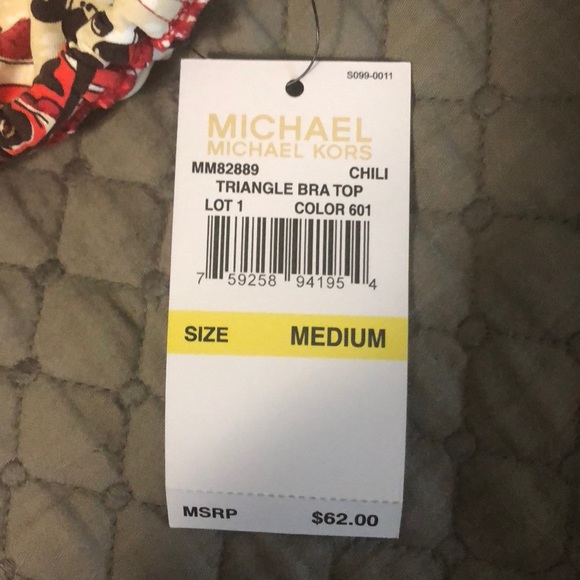 S099-0011
MICHAEL
MICHAEL KORS
MM82889 CHILI
TRIANGLE BRA TOP
LOT 1 COLOR 601
7 59258 94195 4
SIZE MEDIUM
MSRP $62.00